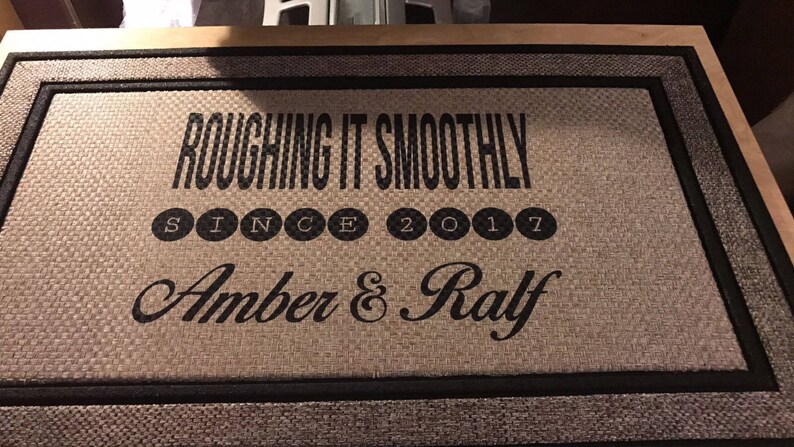 ROUGHING IT SMOOTHLY
SINCE 2017
Amber & Ralf